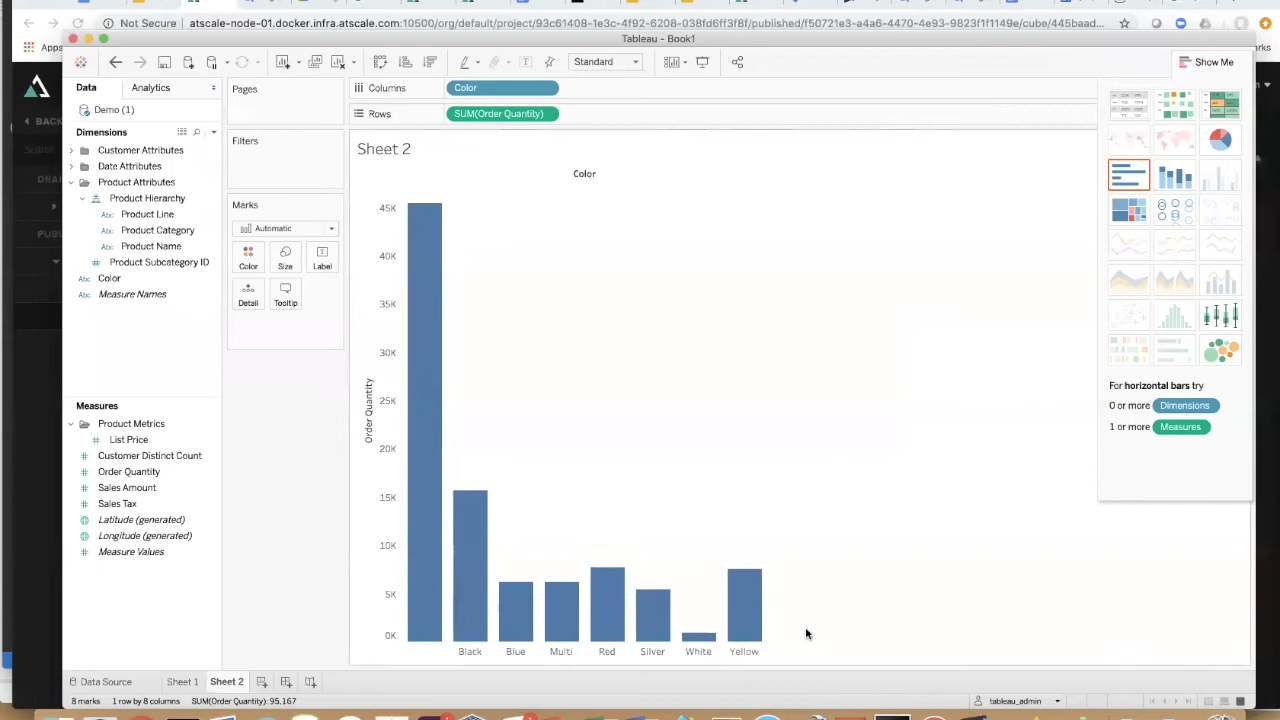 Not Secure
atscale-node-01.docker.infra.atscale.com:10500/org/default/project/93c61408-1e3c-4f92-6208-038fd6ff3fbf/published/f50721e3-a4a6-4470-4e93-9823f1f1149e/cube/445baad...
Apps
Tableau - Book1
Standard
Show Me
BACK
Data
Analytics
Demo (1)
Dimensions
Customer Attributes
Date Attributes
Product Attributes
Product Hierarchy
Abc Product Line
Abc Product Category
Abc Product Name
# Product Subcategory ID
Abc Color
Abc Measure Names
Measures
Product Metrics
# List Price
# Customer Distinct Count
# Order Quantity
# Sales Amount
# Sales Tax
Latitude (generated)
Longitude (generated)
# Measure Values
Pages
Filters
Marks
Automatic
Color
Size
Label
Detail
Tooltip
Columns
Color
Rows
SUM(Order Quantity)
Sheet 2
Color
Order Quantity
45K
40K
35K
30K
25K
20K
15K
10K
5K
0K
Black
Blue
Multi
Red
Silver
White
Yellow
For horizontal bars try
0 or more Dimensions
1 or more Measures
Data Source
Sheet 1
Sheet 2
8 marks
1 row by 8 columns
SUM(Order Quantity): 95,167
tableau_admin